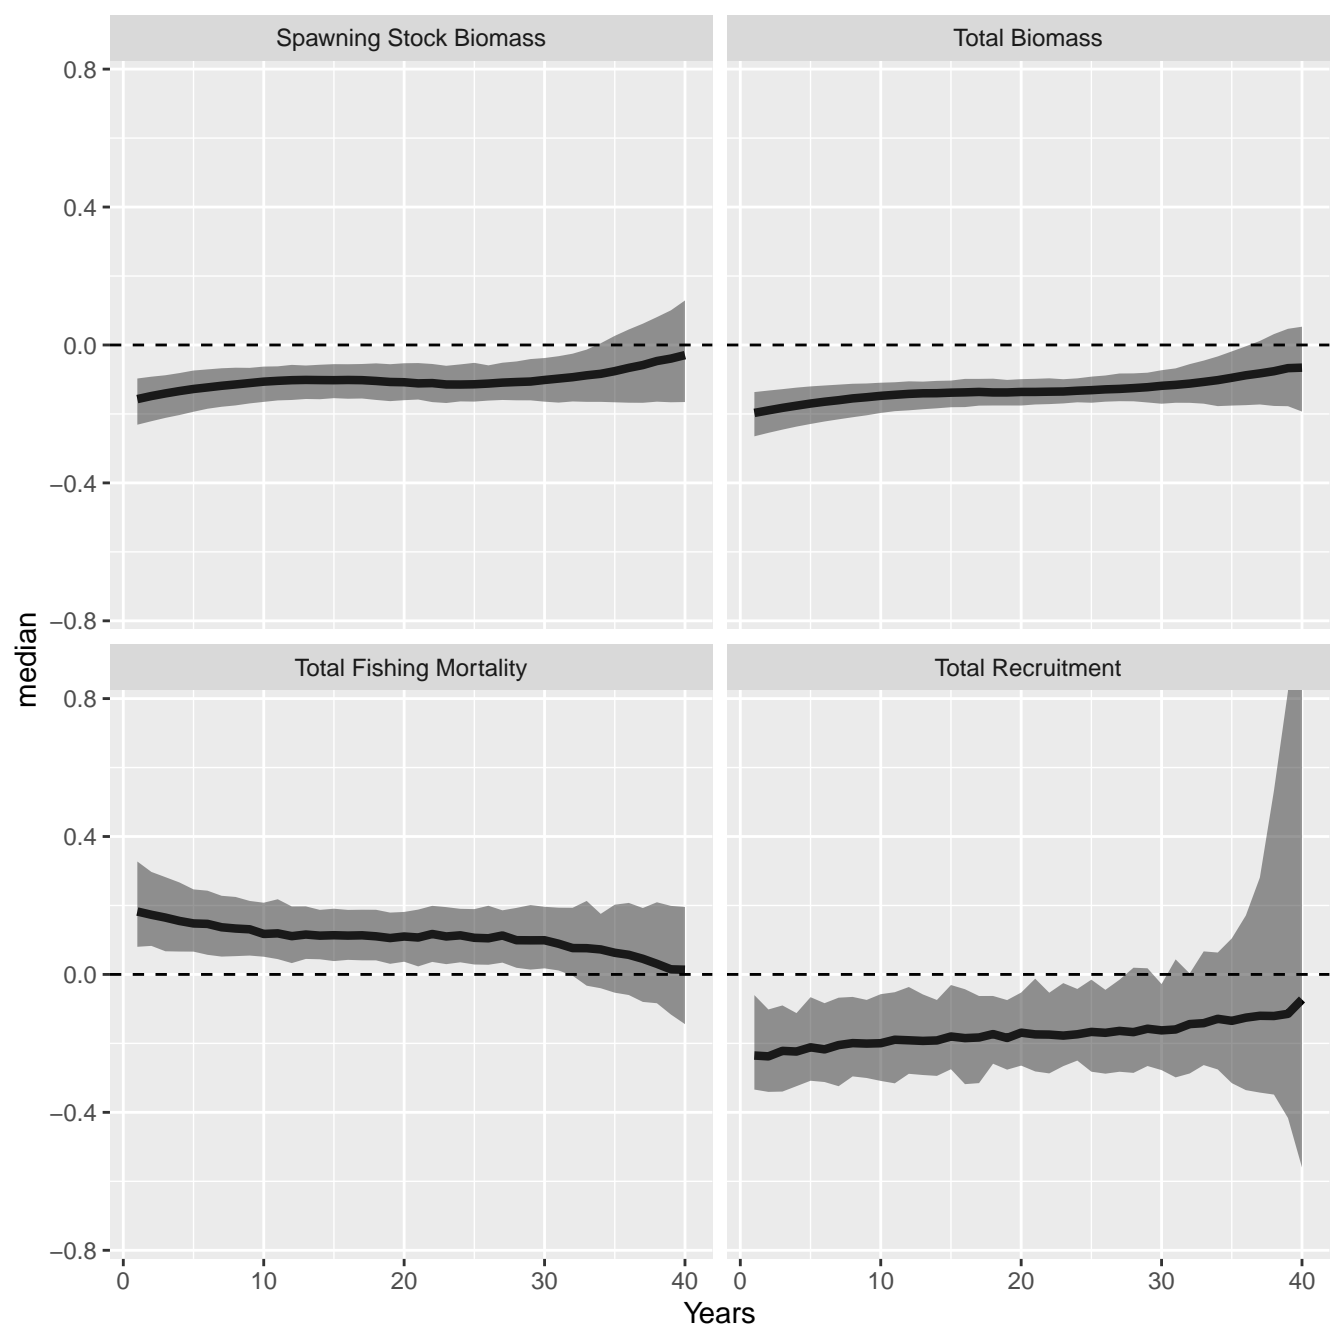 Spawning Stock Biomass
Total Biomass
0.8
0.4
0.0
−0.4
−0.8
median
Total Fishing Mortality
Total Recruitment
0.8
0.4
0.0
−0.4
−0.8
0 10 20 30 40
0 10 20 30 40
Years